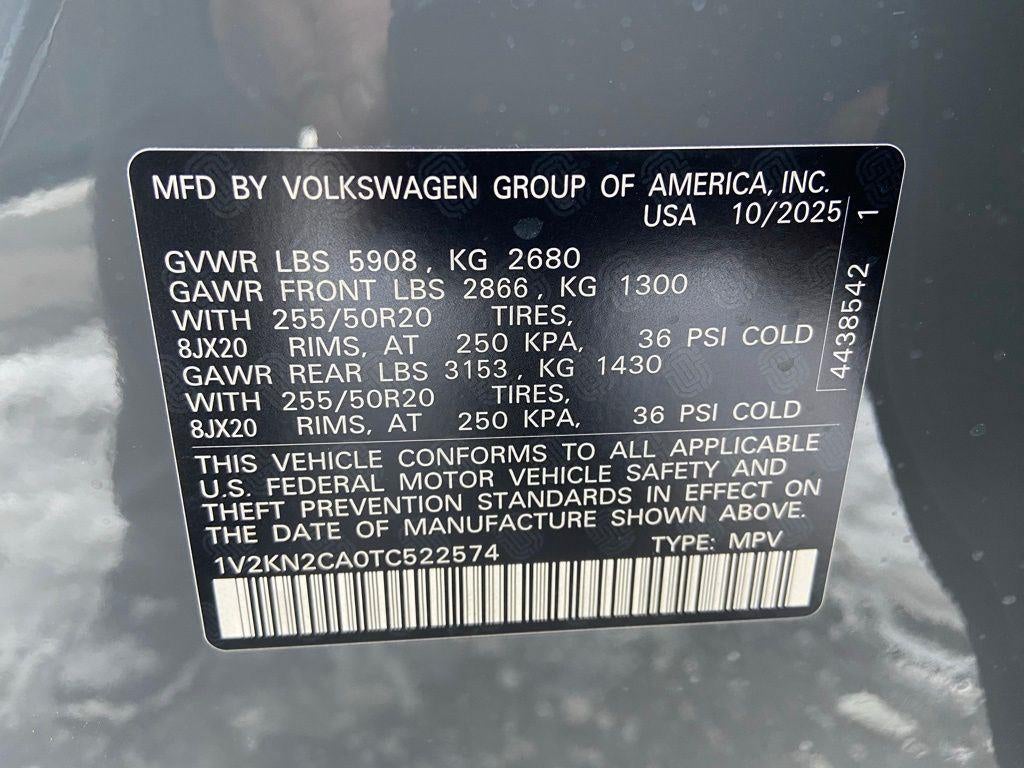 MFD BY VOLKSWAGEN GROUP OF AMERICA, INC.
USA 10/2025
GVWR LBS 5908, KG 2680
GAWR FRONT LBS 2866, KG 1300
WITH 255/50R20 TIRES,
8JX20 RIMS, AT 250 KPA, 36 PSI COLD
GAWR REAR LBS 3153, KG 1430
WITH 255/50R20 TIRES,
8JX20 RIMS, AT 250 KPA, 36 PSI COLD
4438542 1
THIS VEHICLE CONFORMS TO ALL APPLICABLE
U.S. FEDERAL MOTOR VEHICLE SAFETY AND
THEFT PREVENTION STANDARDS IN EFFECT ON
THE DATE OF MANUFACTURE SHOWN ABOVE.
1V2KN2CA0TC522574 TYPE: MPV